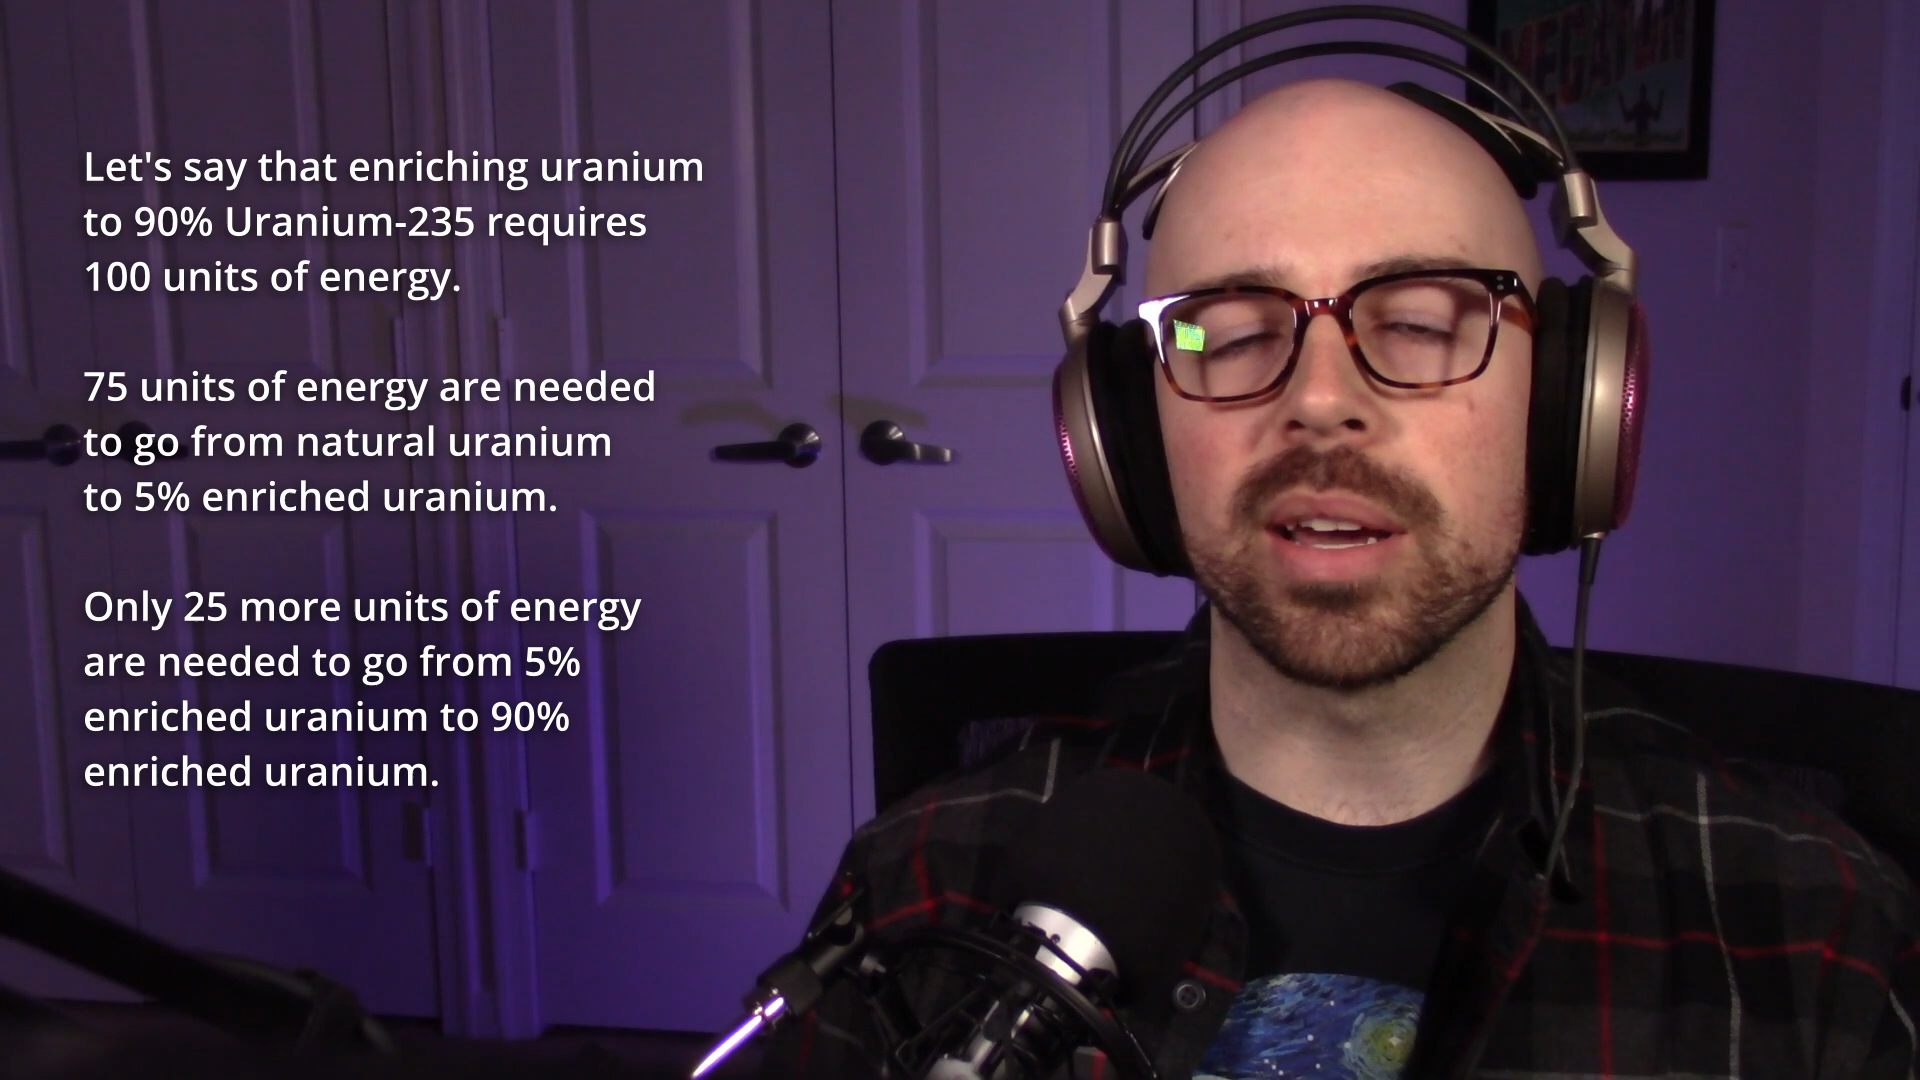 Let's say that enriching uranium
to 90% Uranium-235 requires
100 units of energy.
75 units of energy are needed
to go from natural uranium
to 5% enriched uranium.
Only 25 more units of energy
are needed to go from 5%
enriched uranium to 90%
enriched uranium.
MEGATON